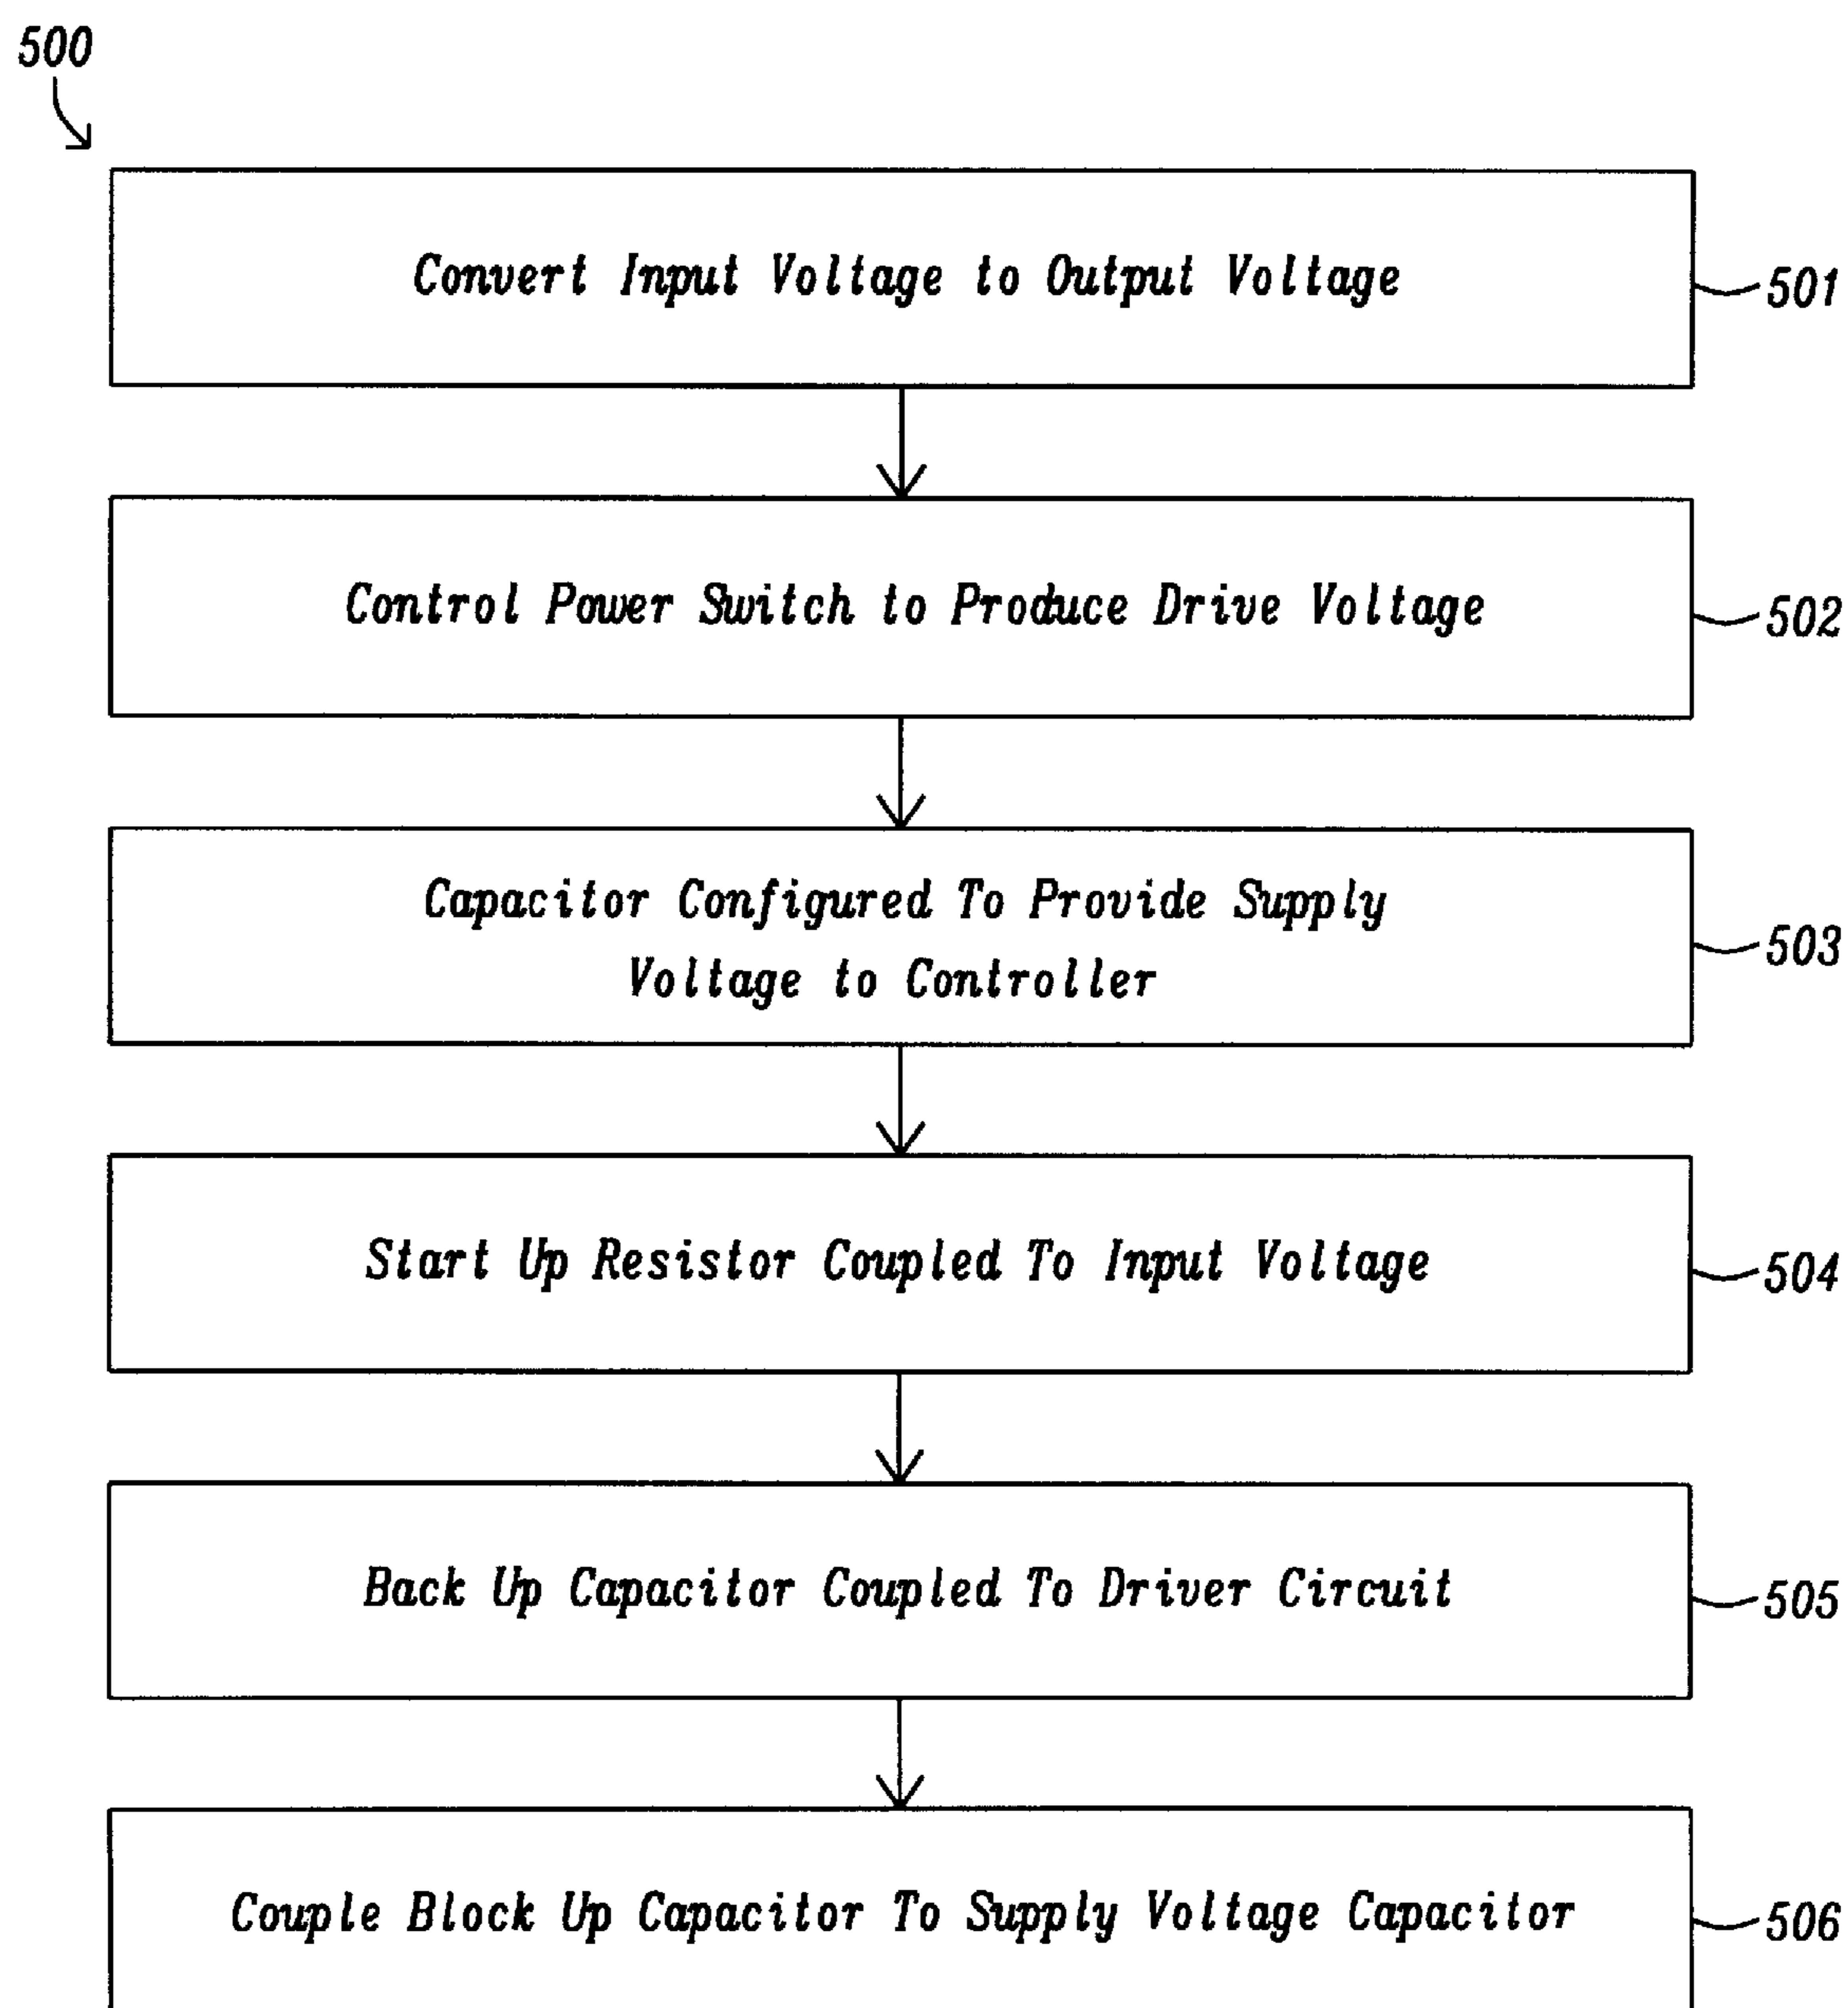 500
Convert Input Voltage to Output Voltage
501
Control Power Switch to Produce Drive Voltage
502
Capacitor Configured To Provide Supply
Voltage to Controller
503
Start Up Resistor Coupled To Input Voltage
504
Back Up Capacitor Coupled To Driver Circuit
505
Couple Block Up Capacitor To Supply Voltage Capacitor
506